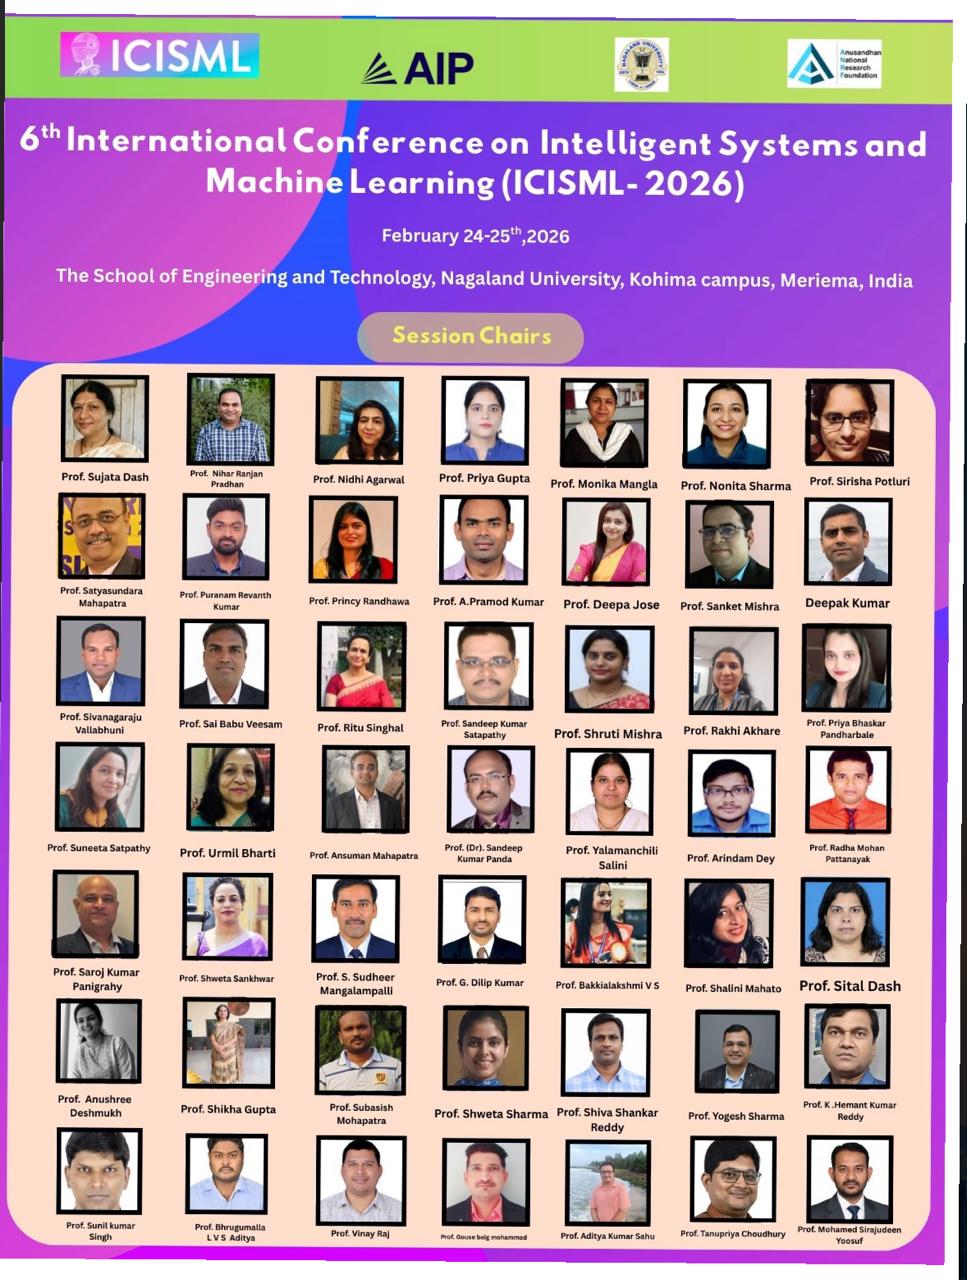 ICISML
AIP
NAGALAND UNIVERSITY
Anusandhan
National
Research
Foundation
6th International Conference on Intelligent Systems and
Machine Learning (ICISML- 2026)
February 24-25th,2026
The School of Engineering and Technology, Nagaland University, Kohima campus, Meriema, India
Session Chairs
Prof. Sujata Dash
Prof. Nihar Ranjan
Pradhan
Prof. Nidhi Agarwal
Prof. Priya Gupta
Prof. Monika Mangla
Prof. Nonita Sharma
Prof. Sirisha Potluri
Prof. Satyasundara
Mahapatra
Prof. Puranam Revanth
Kumar
Prof. Princy Randhawa
Prof. A.Pramod Kumar
Prof. Deepa Jose
Prof. Sanket Mishra
Deepak Kumar
Prof. Sivanagaraju
Vallabhuni
Prof. Sai Babu Veesam
Prof. Ritu Singhal
Prof. Sandeep Kumar
Satapathy
Prof. Shruti Mishra
Prof. Rakhi Akhare
Prof. Priya Bhaskar
Pandharbale
Prof. Suneeta Satpathy
Prof. Urmil Bharti
Prof. Ansuman Mahapatra
Prof. (Dr). Sandeep
Kumar Panda
Prof. Yalamanchili
Salini
Prof. Arindam Dey
Prof. Radha Mohan
Pattanayak
Prof. Saroj Kumar
Panigrahy
Prof. Shweta Sankhwar
Prof. S. Sudheer
Mangalampalli
Prof. G. Dilip Kumar
Prof. Bakkialakshmi V S
Prof. Shalini Mahato
Prof. Sital Dash
Prof. Anushree
Deshmukh
Prof. Shikha Gupta
Prof. Subasish
Mohapatra
Prof. Shweta Sharma
Prof. Shiva Shankar
Reddy
Prof. Yogesh Sharma
Prof. K .Hemant Kumar
Reddy
Prof. Sunil kumar
Singh
Prof. Bhrugumalla
L V S Aditya
Prof. Vinay Raj
Prof. Gouse baig mohammad
Prof. Aditya Kumar Sahu
Prof. Tanupriya Choudhury
Prof. Mohamed Sirajudeen
Yoosuf